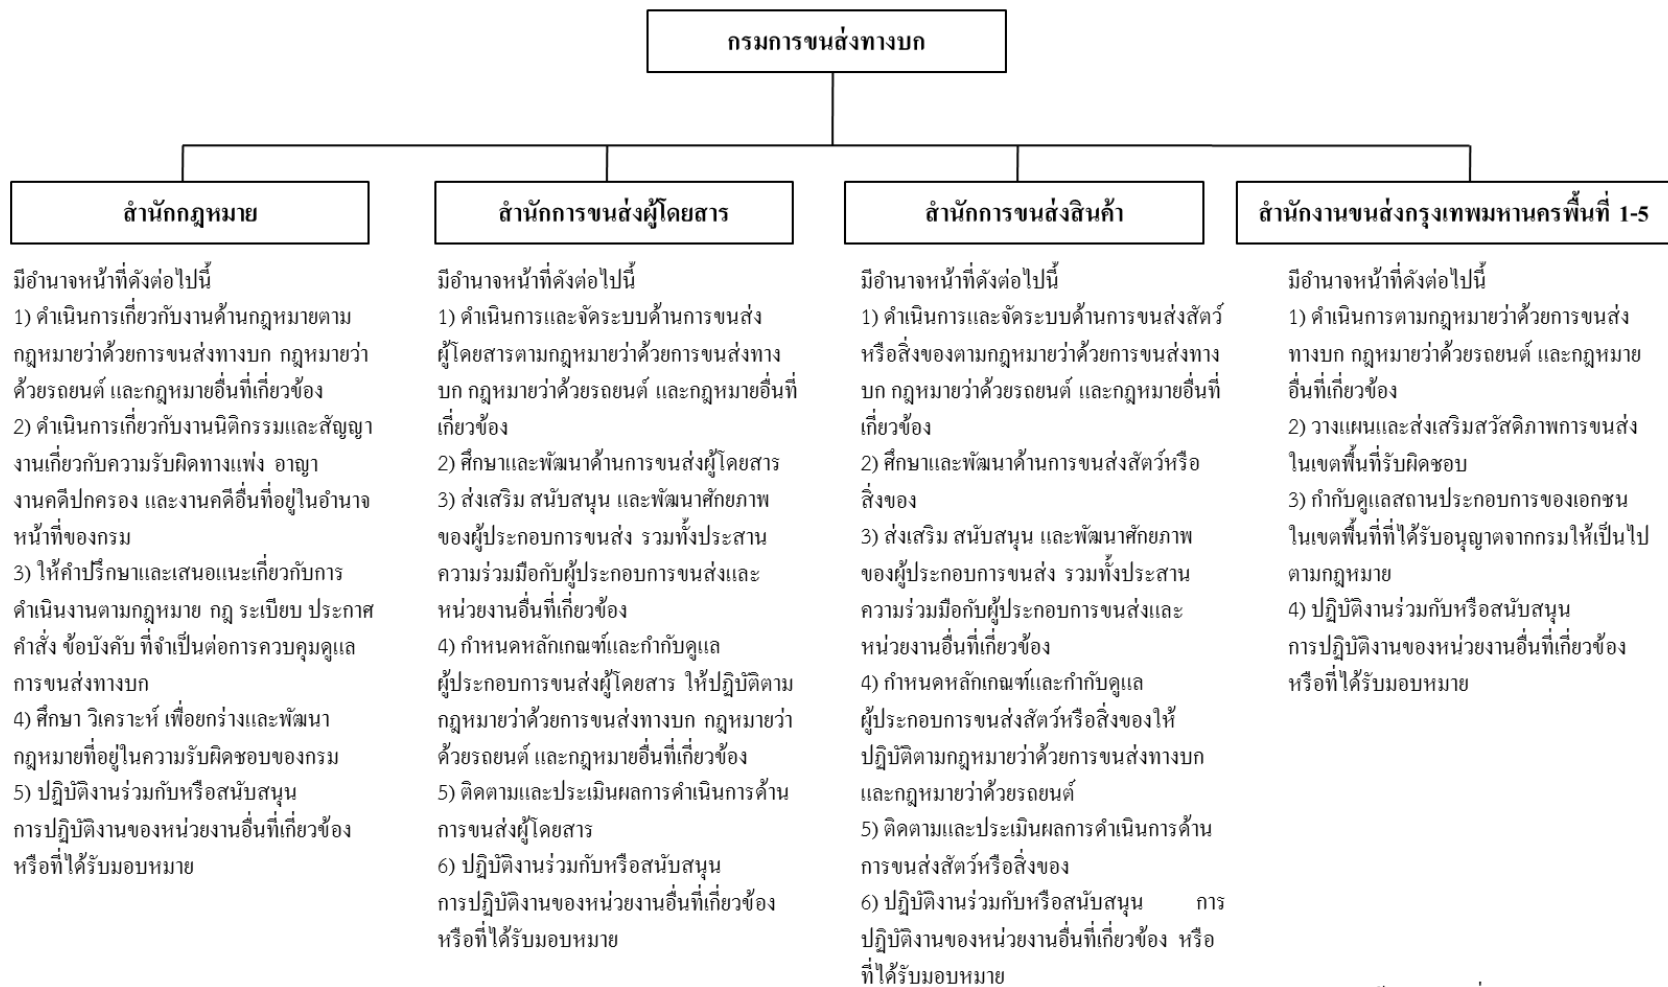 กรมการขนส่งทางบก
สำนักกฎหมาย
มีอำนาจหน้าที่ดังต่อไปนี้
1) ดำเนินการเกี่ยวกับงานด้านกฎหมายตาม
กฎหมายว่าด้วยการขนส่งทางบก กฎหมายว่า
ด้วยรถยนต์ และกฎหมายอื่นที่เกี่ยวข้อง
2) ดำเนินการเกี่ยวกับงานนิติกรรมและสัญญา
งานเกี่ยวกับความรับผิดทางแพ่ง อาญา
งานคดีปกครอง และงานคดีอื่นที่อยู่ในอำนาจ
หน้าที่ของกรม
3) ให้คำปรึกษาและเสนอแนะเกี่ยวกับการ
ดำเนินงานตามกฎหมาย กฎ ระเบียบ ประกาศ
คำสั่ง ข้อบังคับ ที่จำเป็นต่อการควบคุมดูแล
การขนส่งทางบก
4) ศึกษา วิเคราะห์ เพื่อยกร่างและพัฒนา
กฎหมายที่อยู่ในความรับผิดชอบของกรม
5) ปฏิบัติงานร่วมกับหรือสนับสนุน
การปฏิบัติงานของหน่วยงานอื่นที่เกี่ยวข้อง
หรือที่ได้รับมอบหมาย
สำนักการขนส่งผู้โดยสาร
มีอำนาจหน้าที่ดังต่อไปนี้
1) ดำเนินการและจัดระบบด้านการขนส่ง
ผู้โดยสารตามกฎหมายว่าด้วยการขนส่งทาง
บก กฎหมายว่าด้วยรถยนต์ และกฎหมายอื่นที่
เกี่ยวข้อง
2) ศึกษาและพัฒนาด้านการขนส่งผู้โดยสาร
3) ส่งเสริม สนับสนุน และพัฒนาศักยภาพ
ของผู้ประกอบการขนส่ง รวมทั้งประสาน
ความร่วมมือกับผู้ประกอบการขนส่งและ
หน่วยงานอื่นที่เกี่ยวข้อง
4) กำหนดหลักเกณฑ์และกำกับดูแล
ผู้ประกอบการขนส่งผู้โดยสาร ให้ปฏิบัติตาม
กฎหมายว่าด้วยการขนส่งทางบก กฎหมายว่า
ด้วยรถยนต์ และกฎหมายอื่นที่เกี่ยวข้อง
5) ติดตามและประเมินผลการดำเนินการด้าน
การขนส่งผู้โดยสาร
6) ปฏิบัติงานร่วมกับหรือสนับสนุน
การปฏิบัติงานของหน่วยงานอื่นที่เกี่ยวข้อง
หรือที่ได้รับมอบหมาย
สำนักการขนส่งสินค้า
มีอำนาจหน้าที่ดังต่อไปนี้
1) ดำเนินการและจัดระบบด้านการขนส่งสัตว์
หรือสิ่งของตามกฎหมายว่าด้วยการขนส่งทาง
บก กฎหมายว่าด้วยรถยนต์ และกฎหมายอื่นที่
เกี่ยวข้อง
2) ศึกษาและพัฒนาด้านการขนส่งสัตว์หรือ
สิ่งของ
3) ส่งเสริม สนับสนุน และพัฒนาศักยภาพ
ของผู้ประกอบการขนส่ง รวมทั้งประสาน
ความร่วมมือกับผู้ประกอบการขนส่งและ
หน่วยงานอื่นที่เกี่ยวข้อง
4) กำหนดหลักเกณฑ์และกำกับดูแล
ผู้ประกอบการขนส่งสัตว์หรือสิ่งของให้
ปฏิบัติตามกฎหมายว่าด้วยการขนส่งทางบก
และกฎหมายว่าด้วยรถยนต์
5) ติดตามและประเมินผลการดำเนินการด้าน
การขนส่งสัตว์หรือสิ่งของ
6) ปฏิบัติงานร่วมกับหรือสนับสนุน การ
ปฏิบัติงานของหน่วยงานอื่นที่เกี่ยวข้อง หรือ
ที่ได้รับมอบหมาย
สำนักงานขนส่งกรุงเทพมหานครพื้นที่ 1-5
มีอำนาจหน้าที่ดังต่อไปนี้
1) ดำเนินการตามกฎหมายว่าด้วยการขนส่ง
ทางบก กฎหมายว่าด้วยรถยนต์ และกฎหมาย
อื่นที่เกี่ยวข้อง
2) วางแผนและส่งเสริมสวัสดิภาพการขนส่ง
ในเขตพื้นที่รับผิดชอบ
3) กำกับดูแลสถานประกอบการของเอกชน
ในเขตพื้นที่ที่ได้รับอนุญาตจากกรมให้เป็นไป
ตามกฎหมาย
4) ปฏิบัติงานร่วมกับหรือสนับสนุน
การปฏิบัติงานของหน่วยงานอื่นที่เกี่ยวข้อง
หรือที่ได้รับมอบหมาย